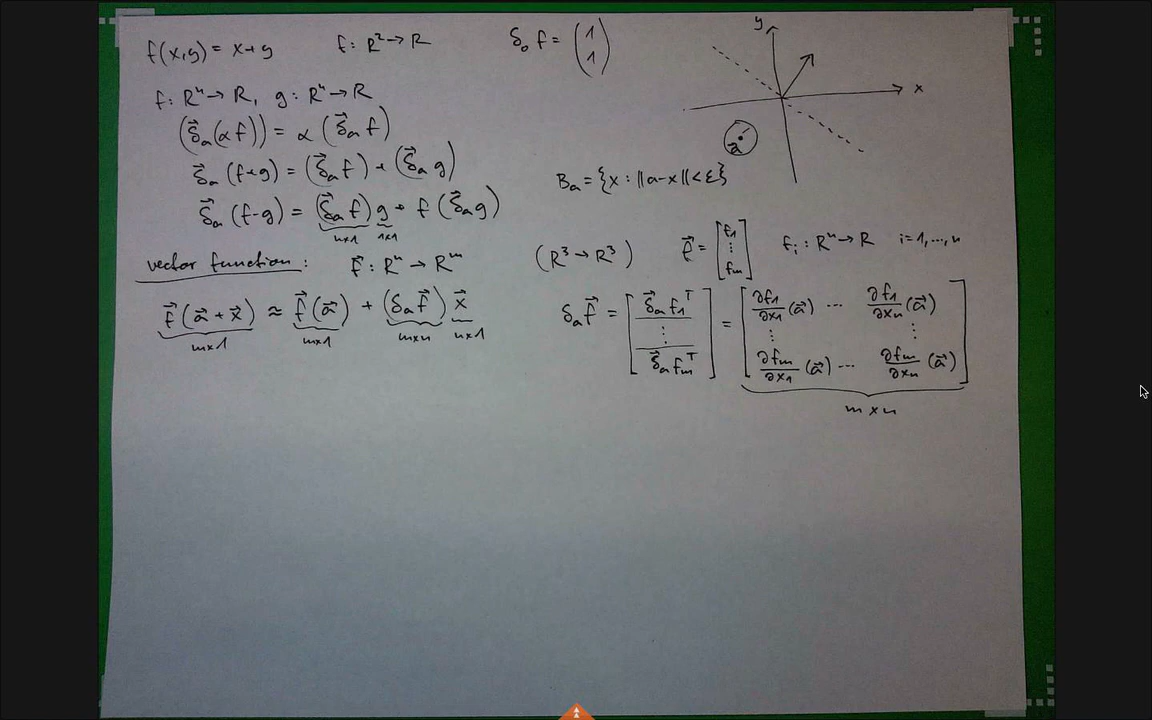 f(x,y) = x+y    f: R² → R    δ₀ f = (1 1)
y
x
f: Rⁿ → R, g: Rⁿ → R
(δ⃗ₐ(αf)) = α (δ⃗ₐ f)
a⃗
δ⃗ₐ (f+g) = (δ⃗ₐ f) + (δ⃗ₐ g)
Bₐ = {x : ||a-x|| < ε}
δ⃗ₐ (f·g) = (δ⃗ₐ f) g + f (δ⃗ₐ g)
n×1 1×1
vector function:    f⃗ : Rⁿ → Rᵐ    (R³ → R³)    f⃗ = [f₁ ⋮ fₘ]    fᵢ : Rⁿ → R    i=1,...,n
f⃗(a⃗ + x⃗) ≈ f⃗(a⃗) + (δₐ f⃗) x⃗
m×1 m×1 m×n n×1
δₐ f⃗ = [δ⃗ₐ f₁ᵀ ⋮ δ⃗ₐ fₘᵀ] = [∂f₁/∂x₁ (a⃗) ··· ∂f₁/∂xₙ (a⃗) ⋮ ⋮ ∂fₘ/∂x₁ (a⃗) ··· ∂fₘ/∂xₙ (a⃗)]
m×n